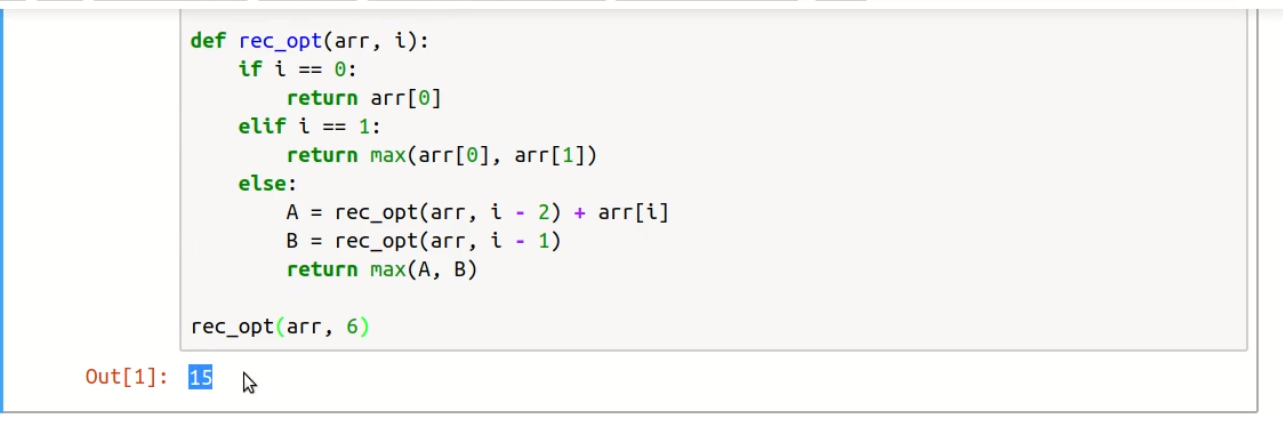 def rec_opt(arr, i):
    if i == 0:
        return arr[0]
    elif i == 1:
        return max(arr[0], arr[1])
    else:
        A = rec_opt(arr, i - 2) + arr[i]
        B = rec_opt(arr, i - 1)
        return max(A, B)

rec_opt(arr, 6)
Out[1]: 15